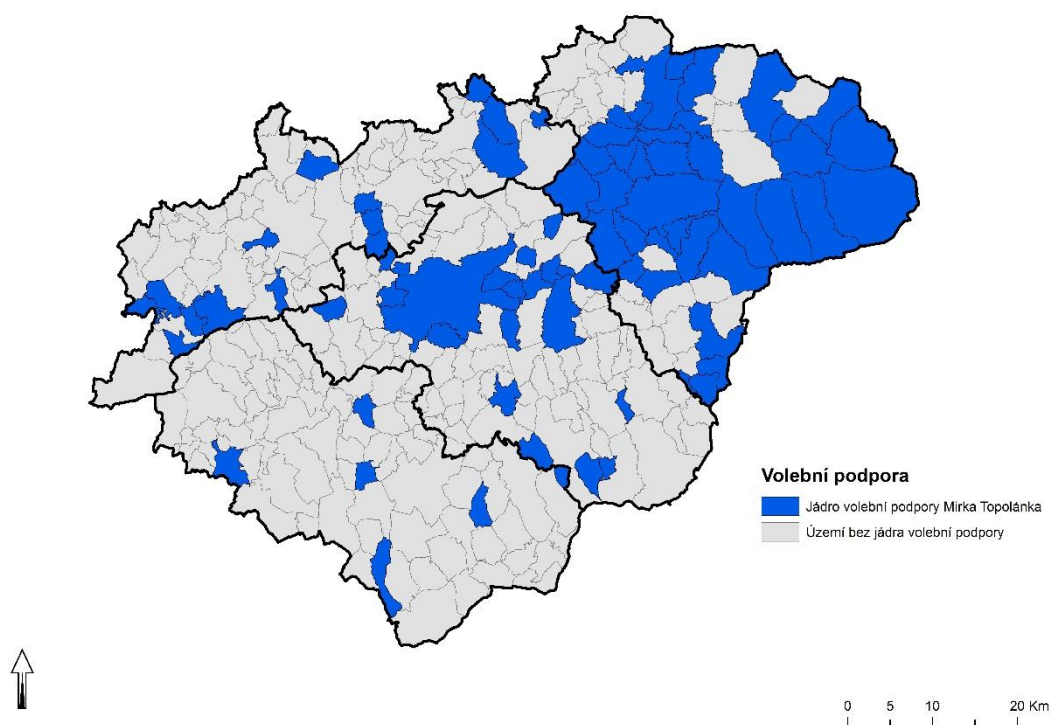 Volební podpora
Jádro volební podpory Mirka Topolánka
Území bez jádra volební podpory
0 5 10 20 Km